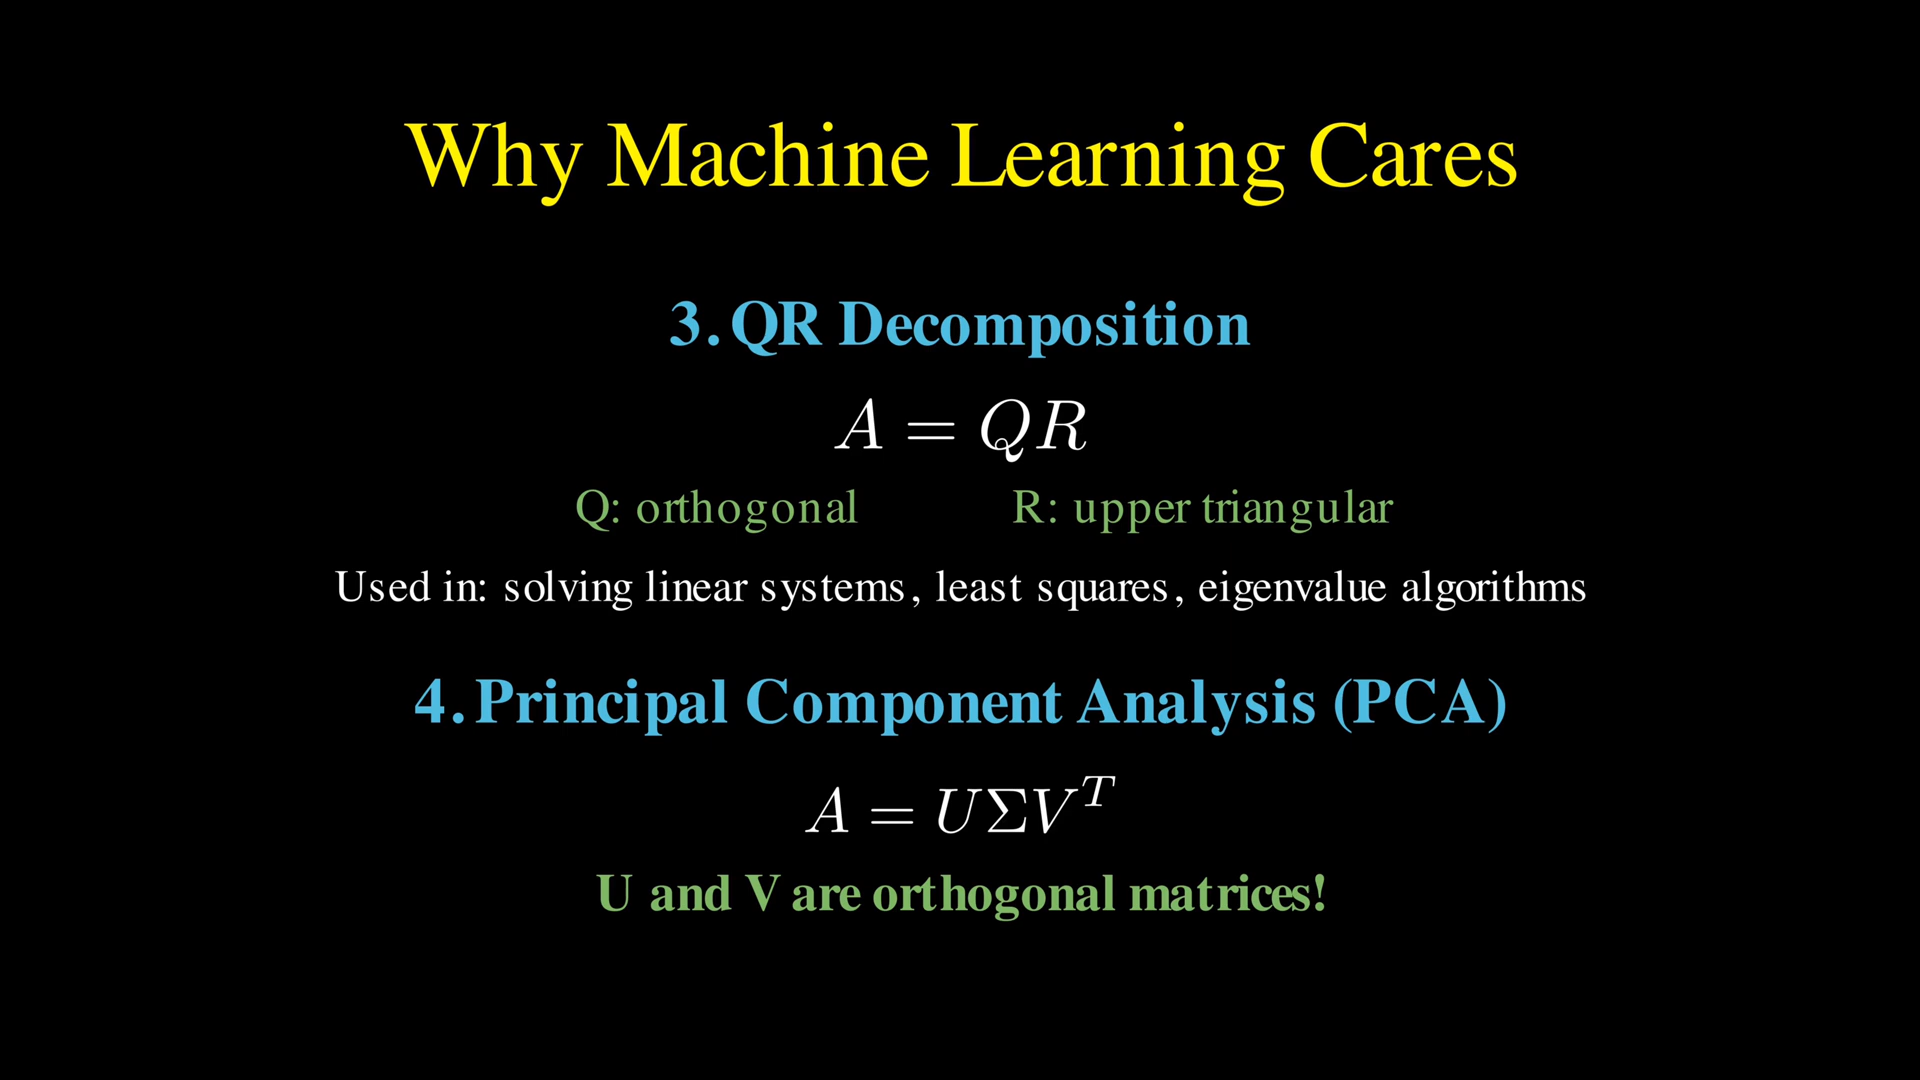 Why Machine Learning Cares
3. QR Decomposition
A = QR
Q: orthogonal R: upper triangular
Used in: solving linear systems, least squares, eigenvalue algorithms
4. Principal Component Analysis (PCA)
A = UΣV^T
U and V are orthogonal matrices!